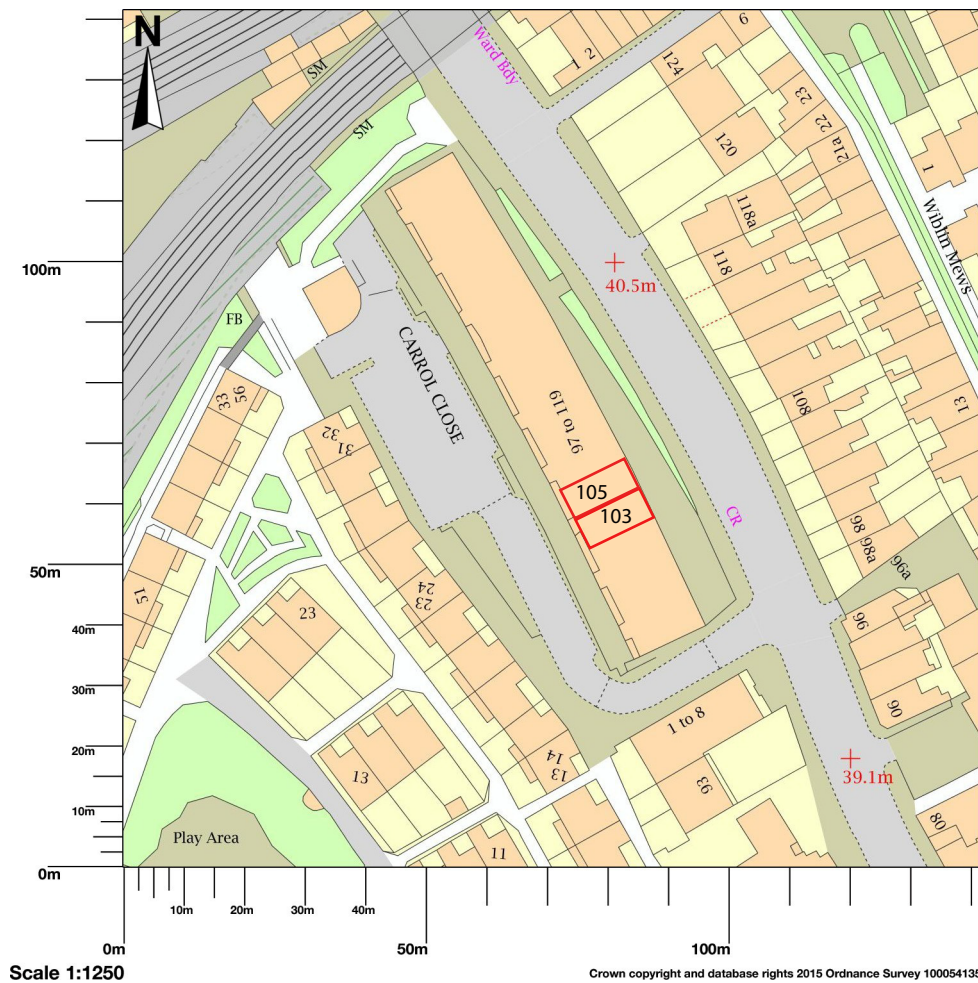 N
Ward Bdy
1
2
6
124
SM
SM
23
22
21a
120
1
118a
Wiblin Mews
118
40.5m
100m
FB
CARROL CLOSE
97 to 119
108
13
33
56
32
31
105
103
CR
98
98a
96a
50m
51
24
23
23
96
40m
30m
90
1 to 8
14
13
20m
13
93
39.1m
10m
Play Area
11
80
0m
10m
20m
30m
40m
0m
50m
100m
Scale 1:1250
Crown copyright and database rights 2015 Ordnance Survey 100054135